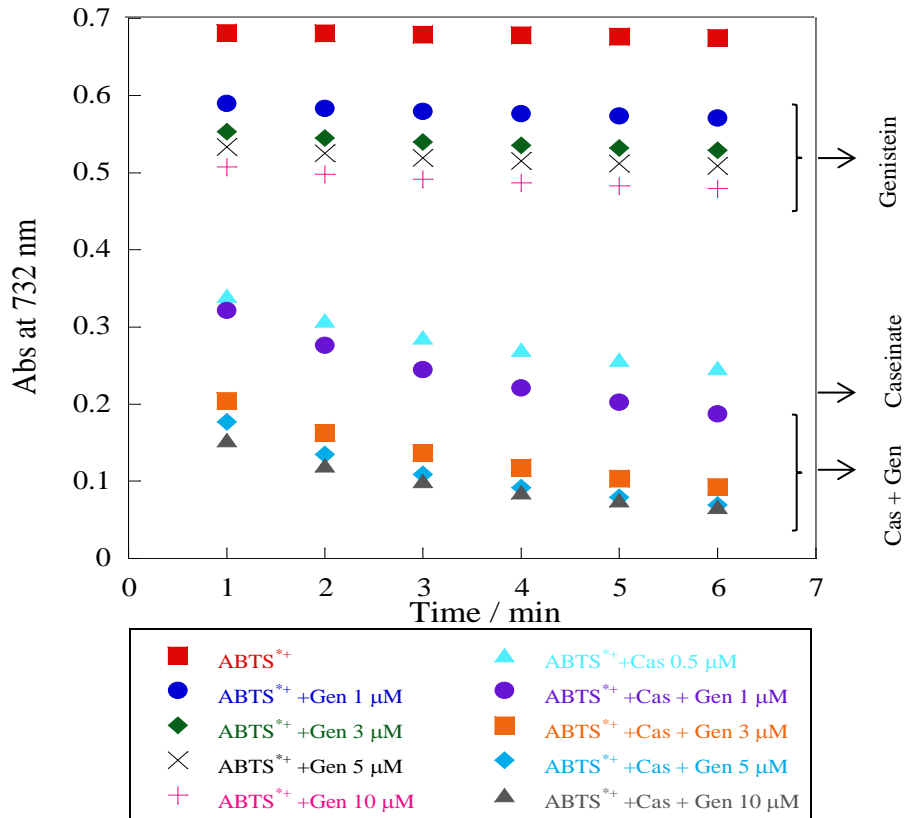 0.7
0.6
0.5
0.4
0.3
0.2
0.1
0
Abs at 732 nm
0 1 2 3 4 5 6 7
Time / min
Genistein
Caseinate
Cas + Gen
ABTS*+
ABTS*+ +Gen 1 µM
ABTS*+ +Gen 3 µM
ABTS*+ +Gen 5 µM
ABTS*+ +Gen 10 µM
ABTS*+ +Cas 0.5 µM
ABTS*+ +Cas + Gen 1 µM
ABTS*+ +Cas + Gen 3 µM
ABTS*+ +Cas + Gen 5 µM
ABTS*+ +Cas + Gen 10 µM